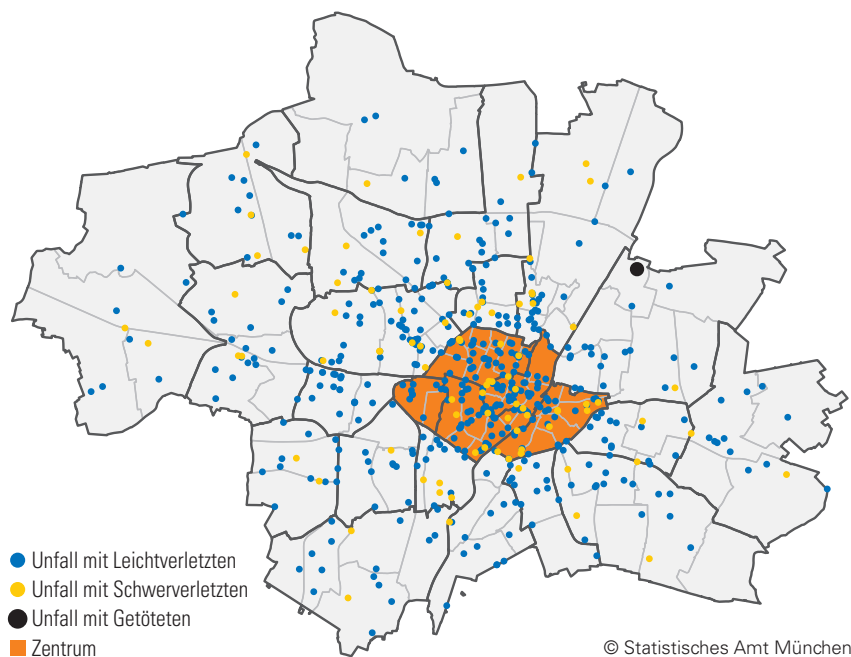 Unfall mit Leichtverletzten
Unfall mit Schwerverletzten
Unfall mit Getöteten
Zentrum
© Statistisches Amt München